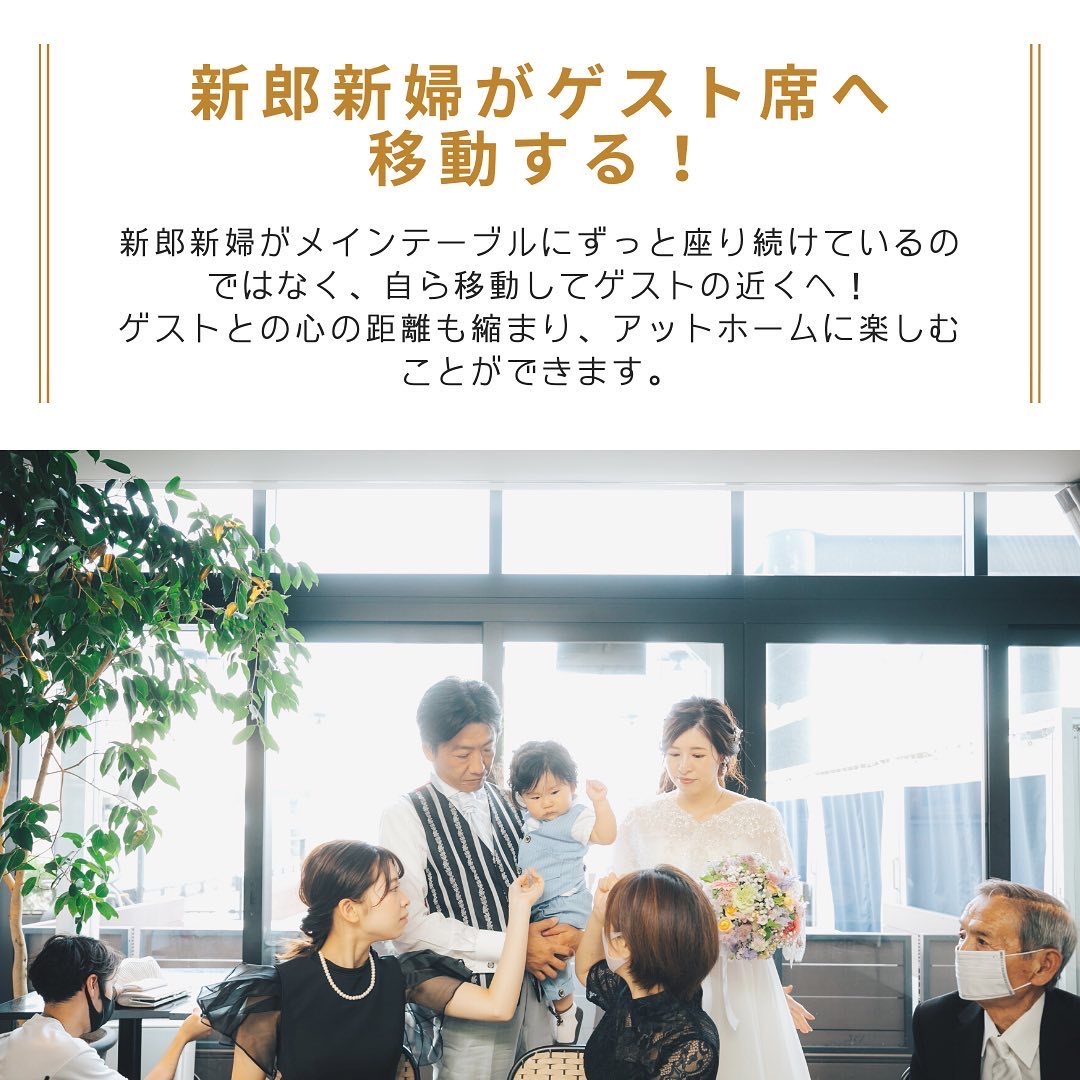 新郎新婦がゲスト席へ
移動する！
新郎新婦がメインテーブルにずっと座り続けているの
ではなく、自ら移動してゲストの近くへ！
ゲストとの心の距離も縮まり、アットホームに楽しむ
ことができます。